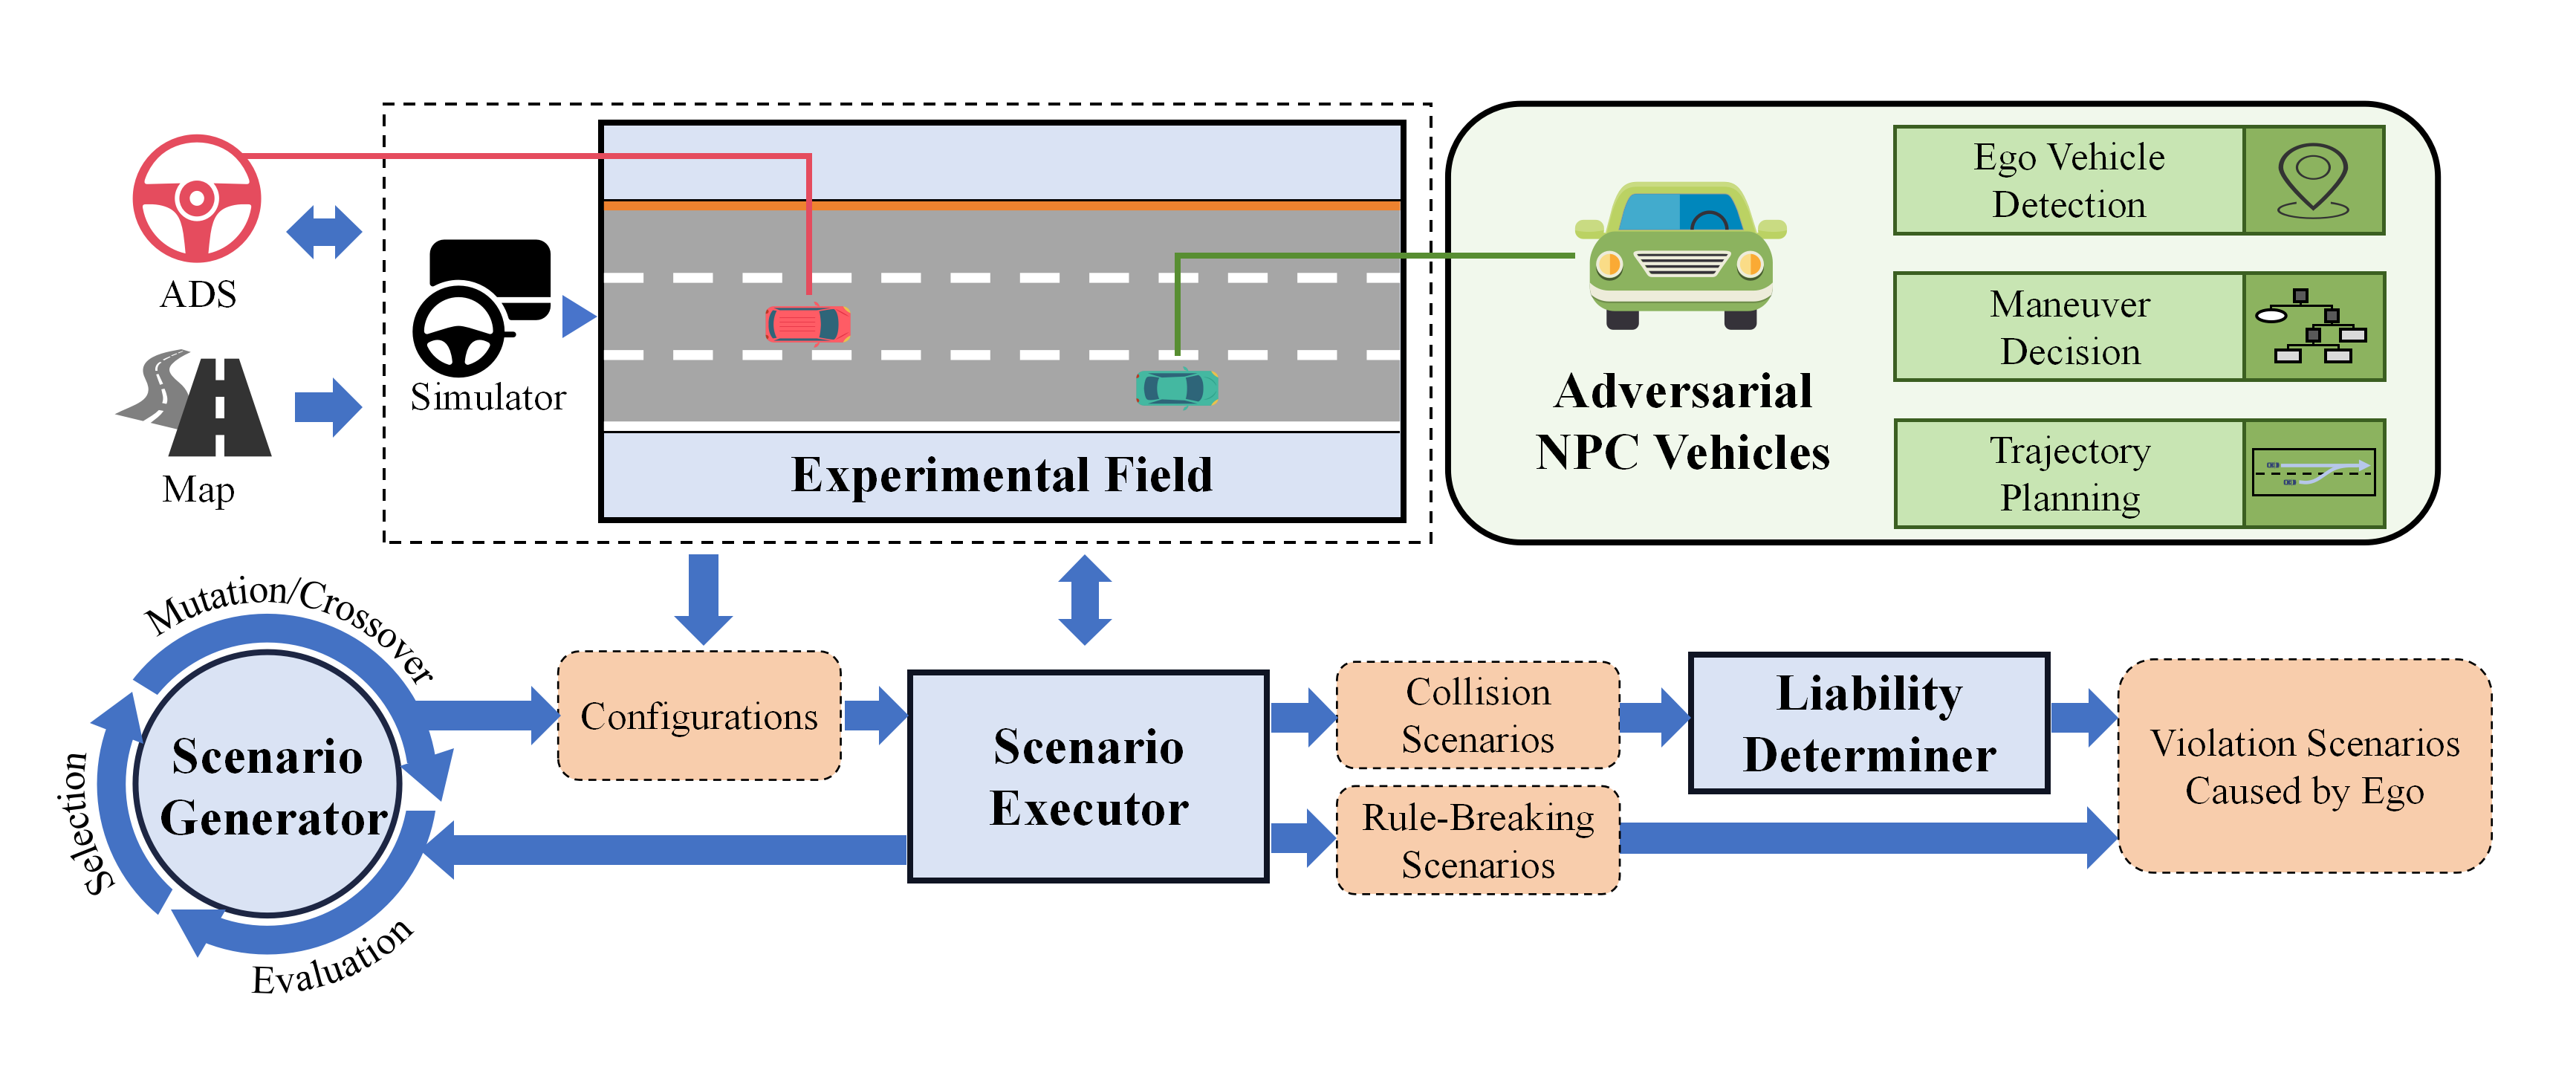 ADS
Map
Simulator
Experimental Field
Adversarial
NPC Vehicles
Ego Vehicle
Detection
Maneuver
Decision
Trajectory
Planning
Mutation/Crossover
Selection
Evaluation
Scenario
Generator
Configurations
Scenario
Executor
Collision
Scenarios
Rule-Breaking
Scenarios
Liability
Determiner
Violation Scenarios
Caused by Ego